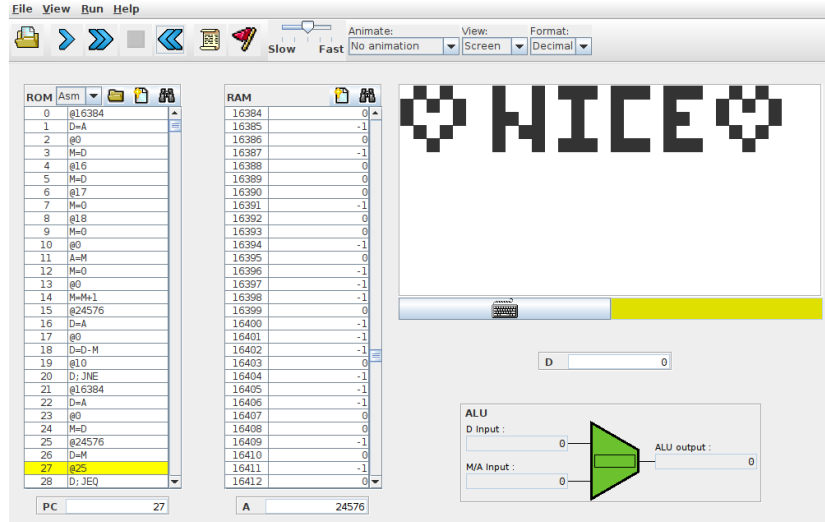 File View Run Help
Slow Fast
Animate:
No animation
View:
Screen
Format:
Decimal
ROM Asm
0 @16384
1 D=A
2 @0
3 M=D
4 @16
5 M=D
6 @17
7 M=0
8 @18
9 M=0
10 @0
11 A=M
12 M=0
13 @0
14 M=M+1
15 @24576
16 D=A
17 @0
18 D=D-M
19 @10
20 D;JNE
21 @16384
22 D=A
23 @0
24 M=D
25 @24576
26 D=M
27 @25
28 D;JEQ
PC 27
RAM
16384 0
16385 -1
16386 0
16387 -1
16388 0
16389 0
16390 0
16391 -1
16392 0
16393 0
16394 -1
16395 0
16396 -1
16397 -1
16398 -1
16399 0
16400 -1
16401 -1
16402 -1
16403 0
16404 -1
16405 -1
16406 -1
16407 0
16408 0
16409 -1
16410 0
16411 -1
16412 0
A 24576
NICE
D 0
ALU
D Input :
0
M/A Input :
0
ALU output :
0